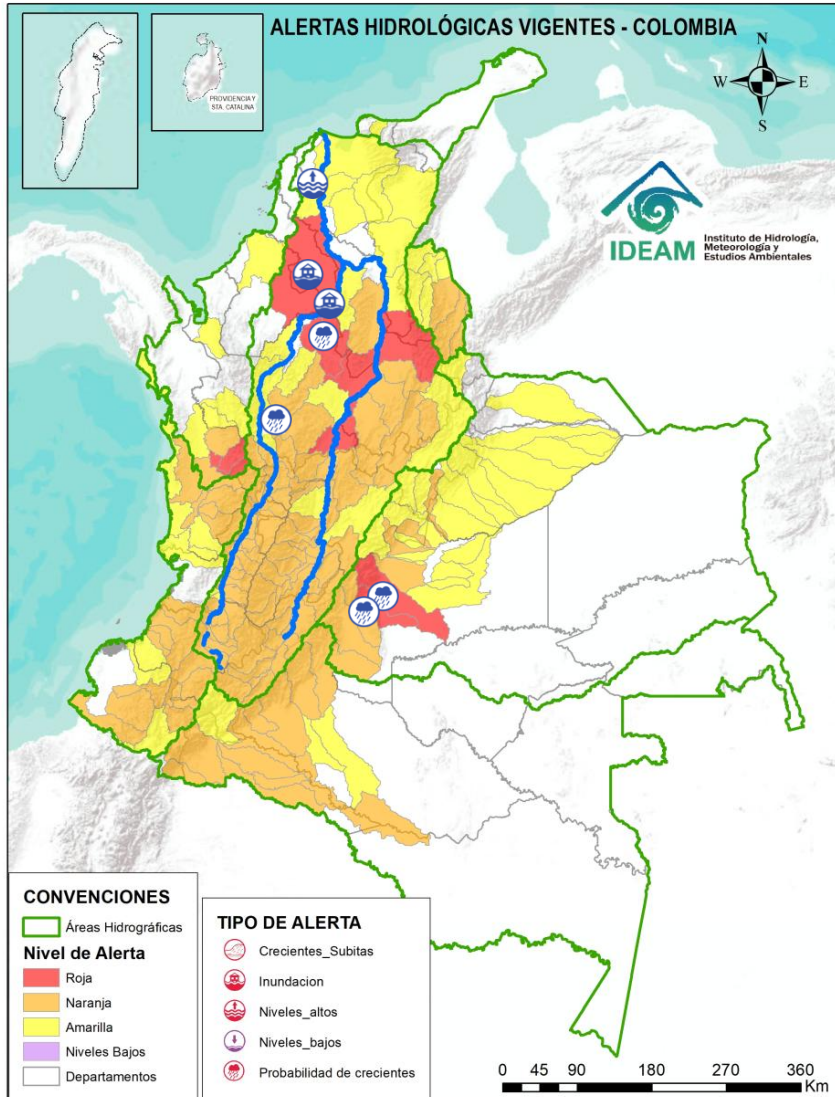 ALERTAS HIDROLÓGICAS VIGENTES - COLOMBIA
PROVIDENCIA Y
STA. CATALINA
N
W
E
S
IDEAM
Instituto de Hidrología,
Meteorología y
Estudios Ambientales
CONVENCIONES
Áreas Hidrográficas
Nivel de Alerta
Roja
Naranja
Amarilla
Niveles Bajos
Departamentos
TIPO DE ALERTA
Crecientes_Subitas
Inundacion
Niveles_altos
Niveles_bajos
Probabilidad de crecientes
0 45 90 180 270 360
Km